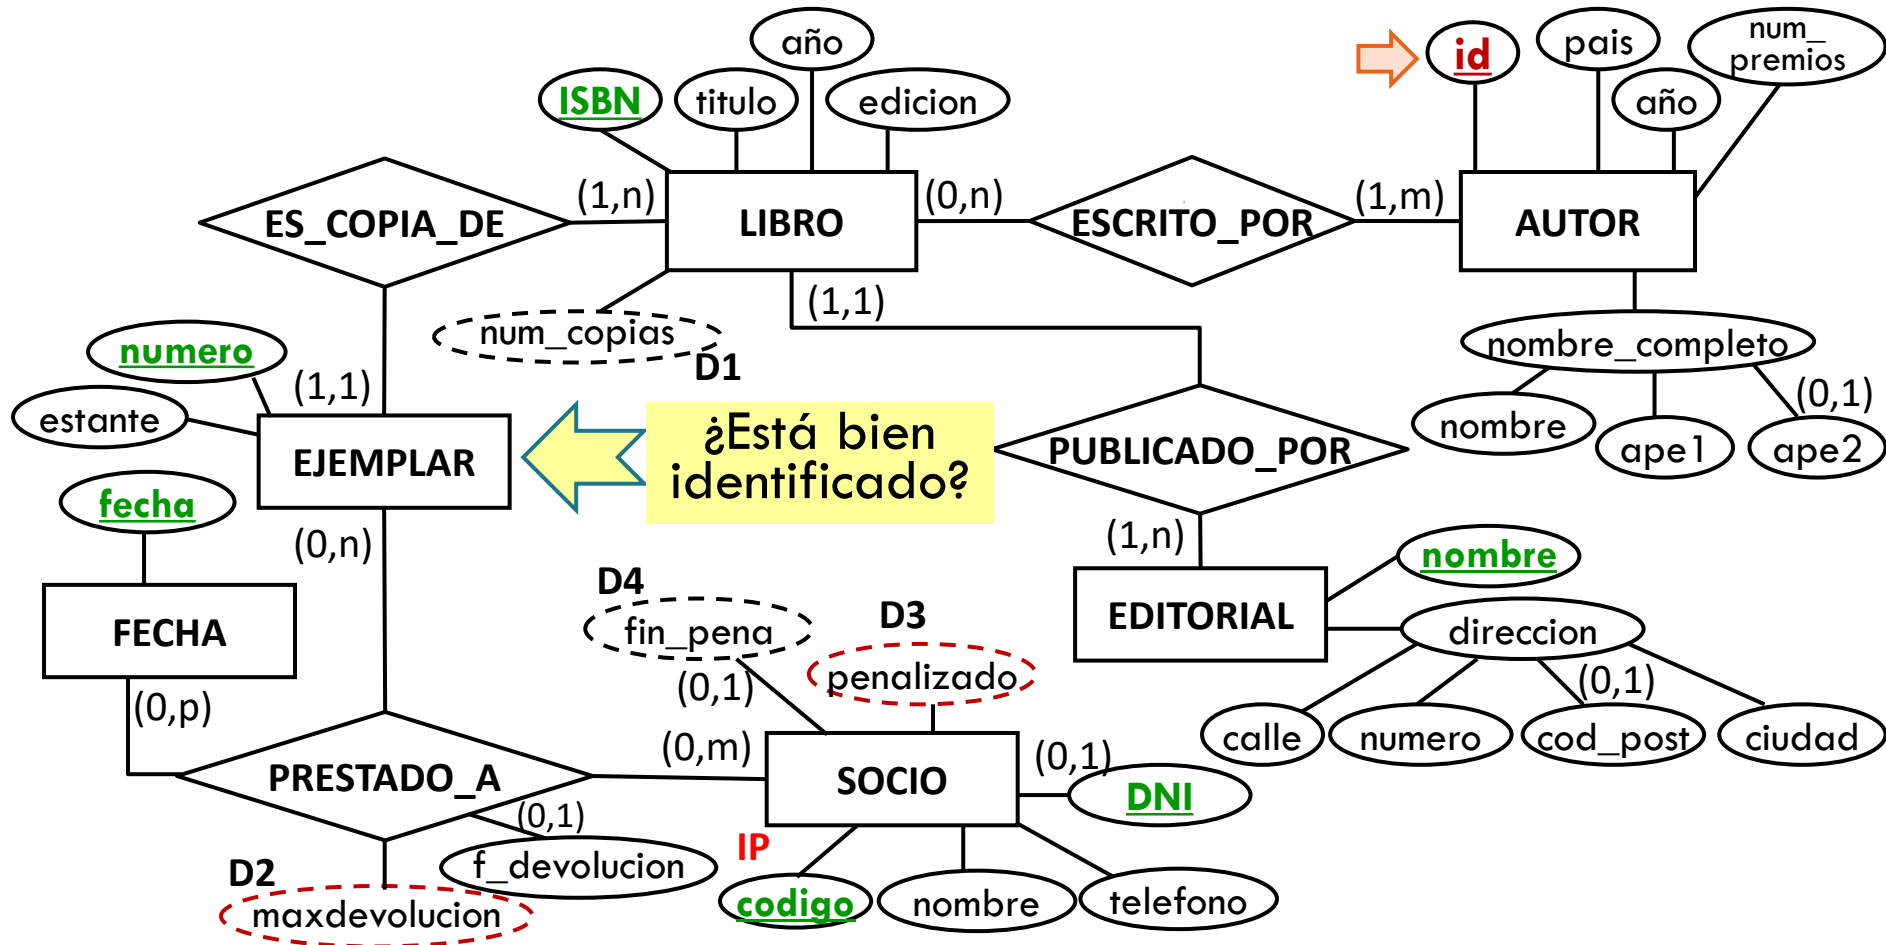 año
id
pais
num_
premios
ISBN
titulo
edicion
año
(1,n)
(0,n)
(1,m)
ES_COPIA_DE
LIBRO
ESCRITO_POR
AUTOR
(1,1)
num_copias
D1
nombre_completo
numero
(1,1)
(0,1)
estante
nombre
ape1
ape2
¿Está bien
identificado?
EJEMPLAR
PUBLICADO_POR
fecha
(0,n)
(1,n)
nombre
D4
D3
FECHA
fin_pena
EDITORIAL
direccion
(0,1)
penalizado
(0,1)
(0,p)
calle
numero
cod_post
ciudad
(0,m)
(0,1)
PRESTADO_A
SOCIO
DNI
(0,1)
IP
D2
f_devolucion
maxdevolucion
codigo
nombre
telefono